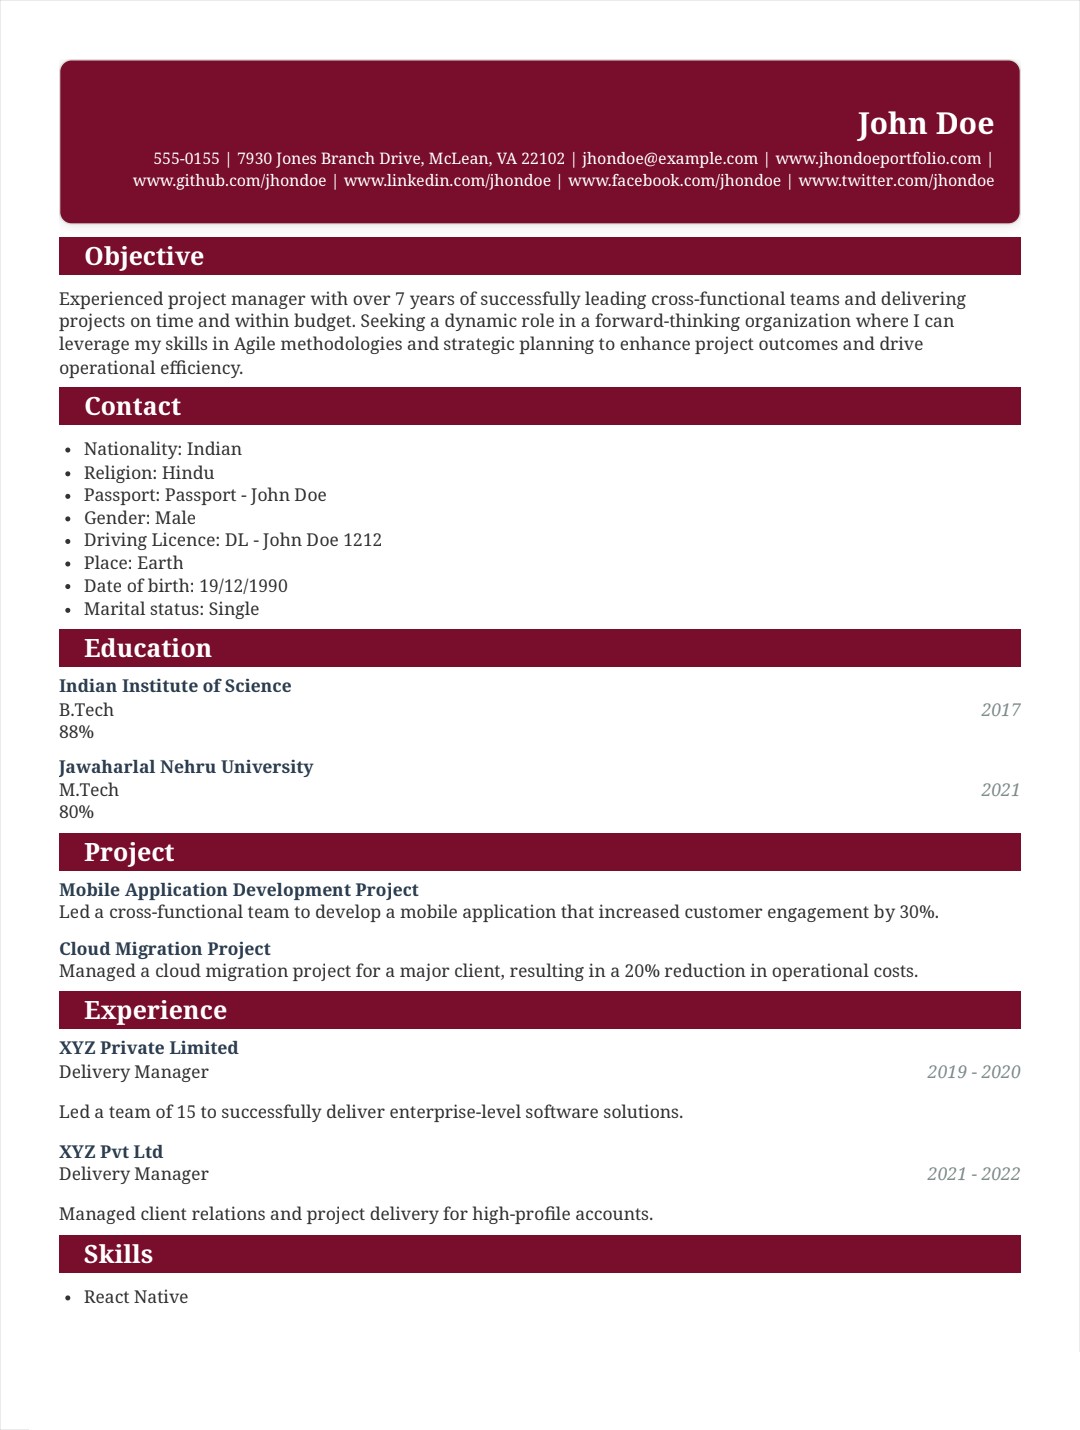 John Doe
555-0155 | 7930 Jones Branch Drive, McLean, VA 22102 | jhondoe@example.com | www.jhondoeportfolio.com |
www.github.com/jhondoe | www.linkedin.com/jhondoe | www.facebook.com/jhondoe | www.twitter.com/jhondoe
Objective
Experienced project manager with over 7 years of successfully leading cross-functional teams and delivering
projects on time and within budget. Seeking a dynamic role in a forward-thinking organization where I can
leverage my skills in Agile methodologies and strategic planning to enhance project outcomes and drive
operational efficiency.
Contact
• Nationality: Indian
• Religion: Hindu
• Passport: Passport - John Doe
• Gender: Male
• Driving Licence: DL - John Doe 1212
• Place: Earth
• Date of birth: 19/12/1990
• Marital status: Single
Education
Indian Institute of Science
B.Tech 2017
88%
Jawaharlal Nehru University
M.Tech 2021
80%
Project
Mobile Application Development Project
Led a cross-functional team to develop a mobile application that increased customer engagement by 30%.
Cloud Migration Project
Managed a cloud migration project for a major client, resulting in a 20% reduction in operational costs.
Experience
XYZ Private Limited
Delivery Manager 2019 - 2020
Led a team of 15 to successfully deliver enterprise-level software solutions.
XYZ Pvt Ltd
Delivery Manager 2021 - 2022
Managed client relations and project delivery for high-profile accounts.
Skills
• React Native